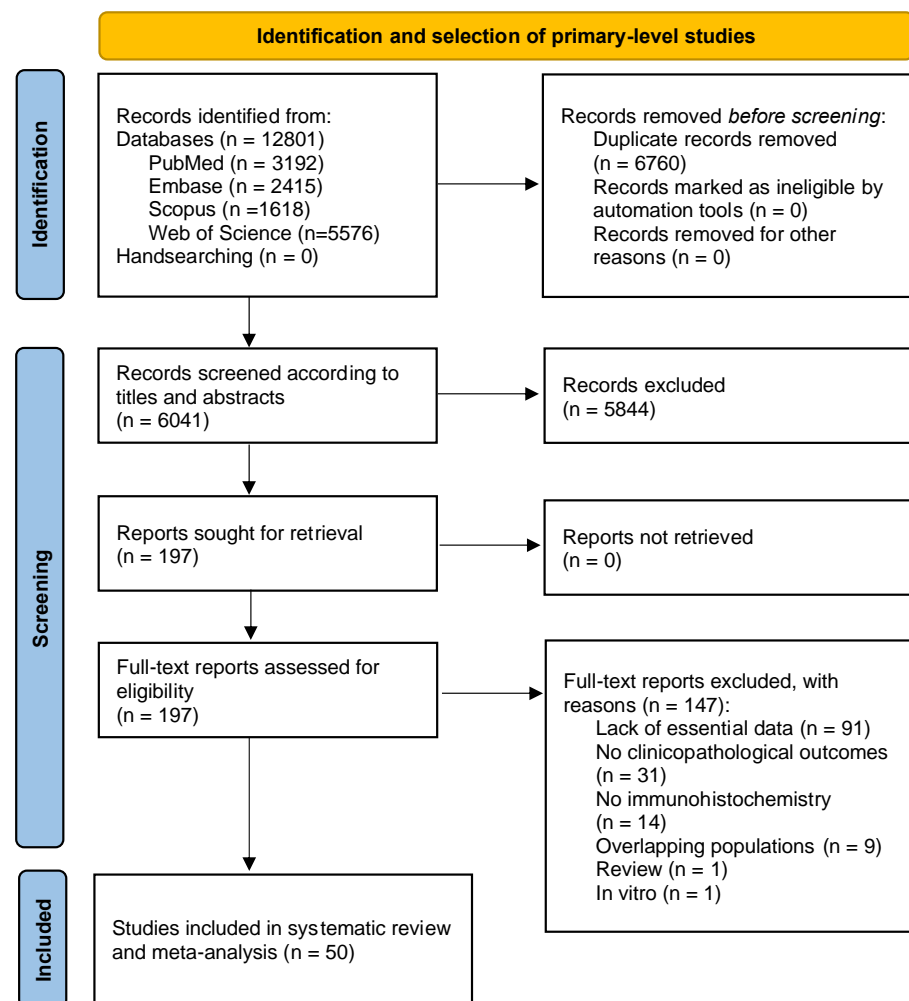 Identification and selection of primary-level studies
Identification
Records identified from:
Databases (n = 12801)
PubMed (n = 3192)
Embase (n = 2415)
Scopus (n =1618)
Web of Science (n=5576)
Handsearching (n = 0)
Records removed before screening:
Duplicate records removed
(n = 6760)
Records marked as ineligible by
automation tools (n = 0)
Records removed for other
reasons (n = 0)
Screening
Records screened according to
titles and abstracts
(n = 6041)
Records excluded
(n = 5844)
Reports sought for retrieval
(n = 197)
Reports not retrieved
(n = 0)
Full-text reports assessed for
eligibility
(n = 197)
Full-text reports excluded, with
reasons (n = 147):
Lack of essential data (n = 91)
No clinicopathological outcomes
(n = 31)
No immunohistochemistry
(n = 14)
Overlapping populations (n = 9)
Review (n = 1)
In vitro (n = 1)
Included
Studies included in systematic review
and meta-analysis (n = 50)